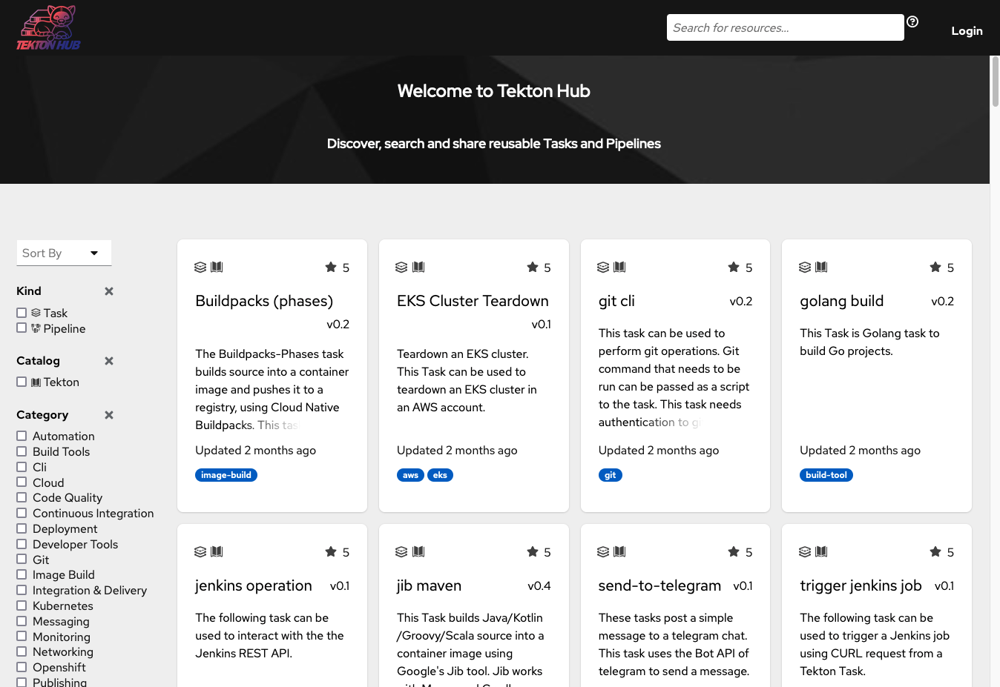 TEKTON HUB
Search for resources...
Login
Welcome to Tekton Hub
Discover, search and share reusable Tasks and Pipelines
Sort By
Kind
Task
Pipeline
Catalog
Tekton
Category
Automation
Build Tools
Cli
Cloud
Code Quality
Continuous Integration
Deployment
Developer Tools
Git
Image Build
Integration & Delivery
Kubernetes
Messaging
Monitoring
Networking
Openshift
Publishing
5
Buildpacks (phases)
v0.2
The Buildpacks-Phases task
builds source into a container
image and pushes it to a
registry, using Cloud Native
Buildpacks. This tas
Updated 2 months ago
image-build
5
EKS Cluster Teardown
v0.1
Teardown an EKS cluster.
This Task can be used to
teardown an EKS cluster in
an AWS account.
Updated 2 months ago
aws eks
5
git cli v0.2
This task can be used to
perform git operations. Git
command that needs to be
run can be passed as a script
to the task. This task needs
authentication to gi
Updated 2 months ago
git
5
golang build v0.2
This Task is Golang task to
build Go projects.
Updated 2 months ago
build-tool
5
jenkins operation v0.1
The following task can be
used to interact with the the
Jenkins REST API.
5
jib maven v0.4
This Task builds Java/Kotlin
/Groovy/Scala source into a
container image using
Google's Jib tool. Jib works
with Maven and Gradle
5
send-to-telegram v0.1
These tasks post a simple
message to a telegram chat.
This task uses the Bot API of
telegram to send a message.
5
trigger jenkins job v0.1
The following task can be
used to trigger a Jenkins job
using CURL request from a
Tekton Task.